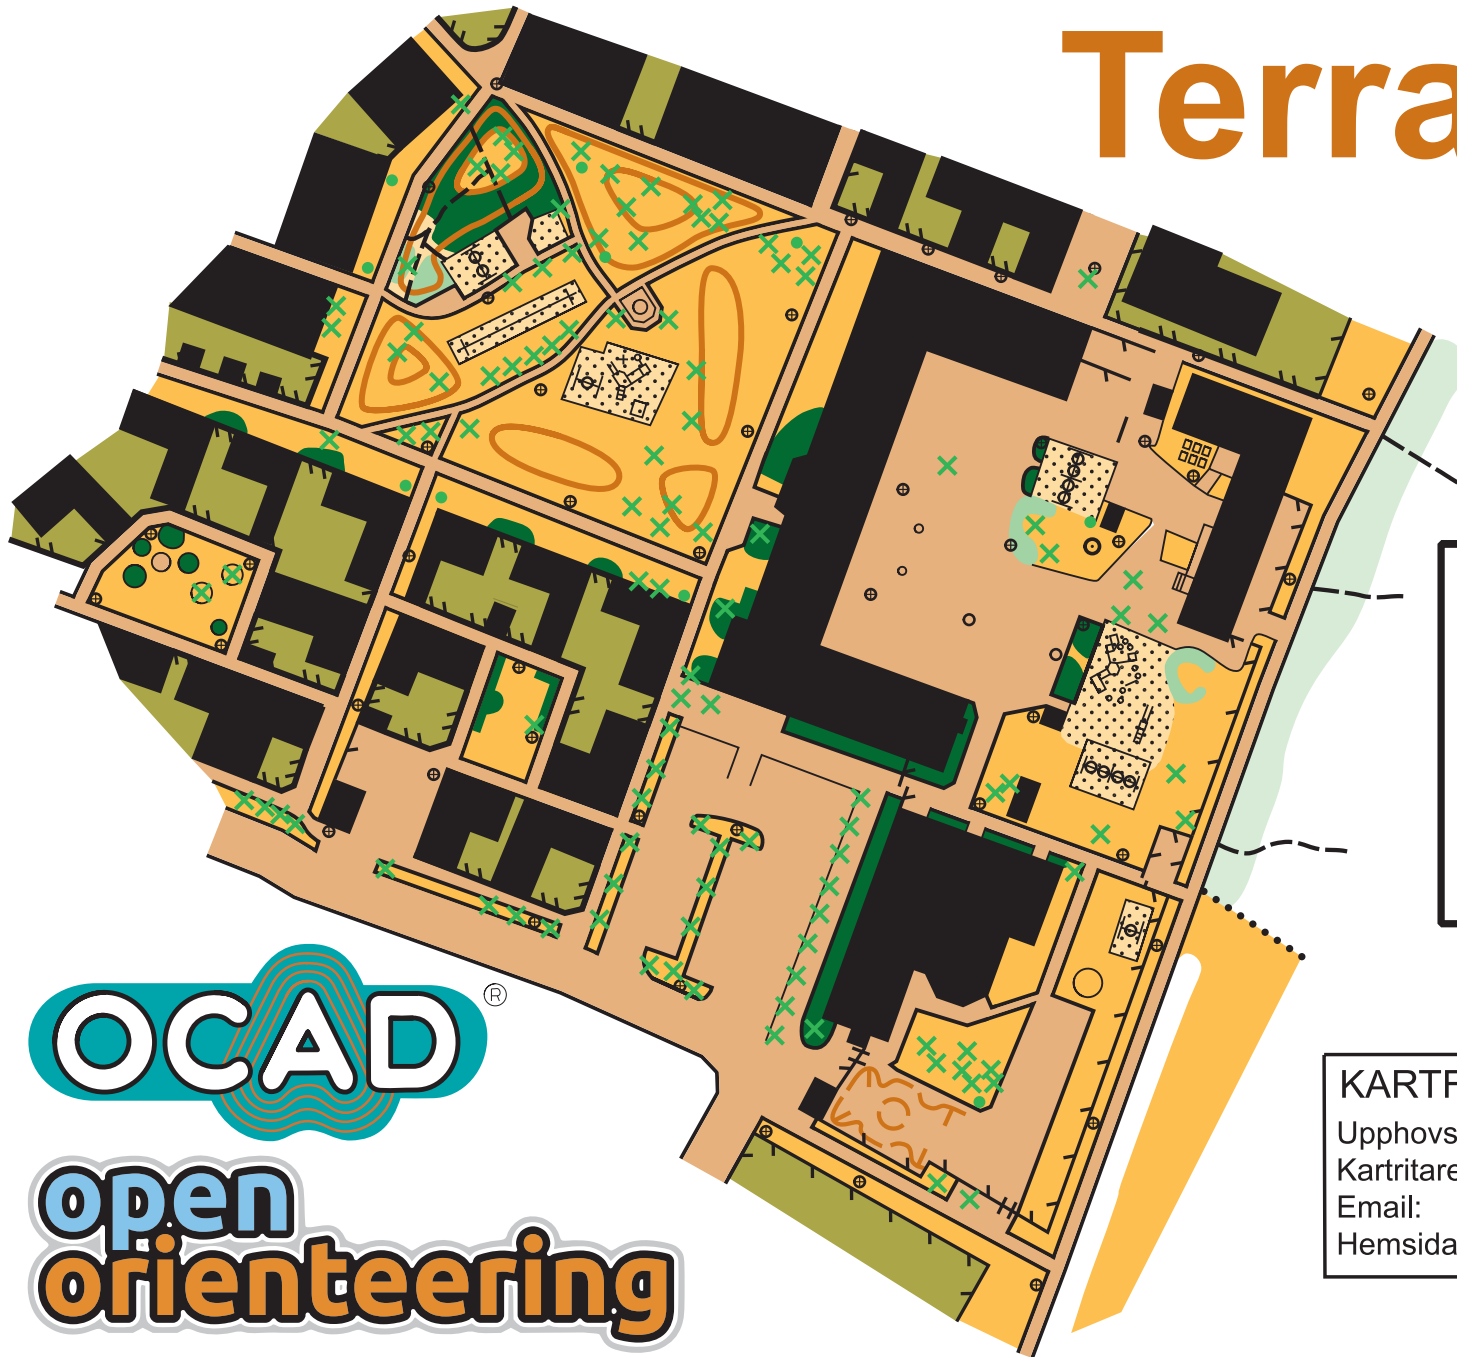 Terra
OCAD ®
open
orienteering
KARTF
Upphovs
Kartritare
Email:
Hemsida